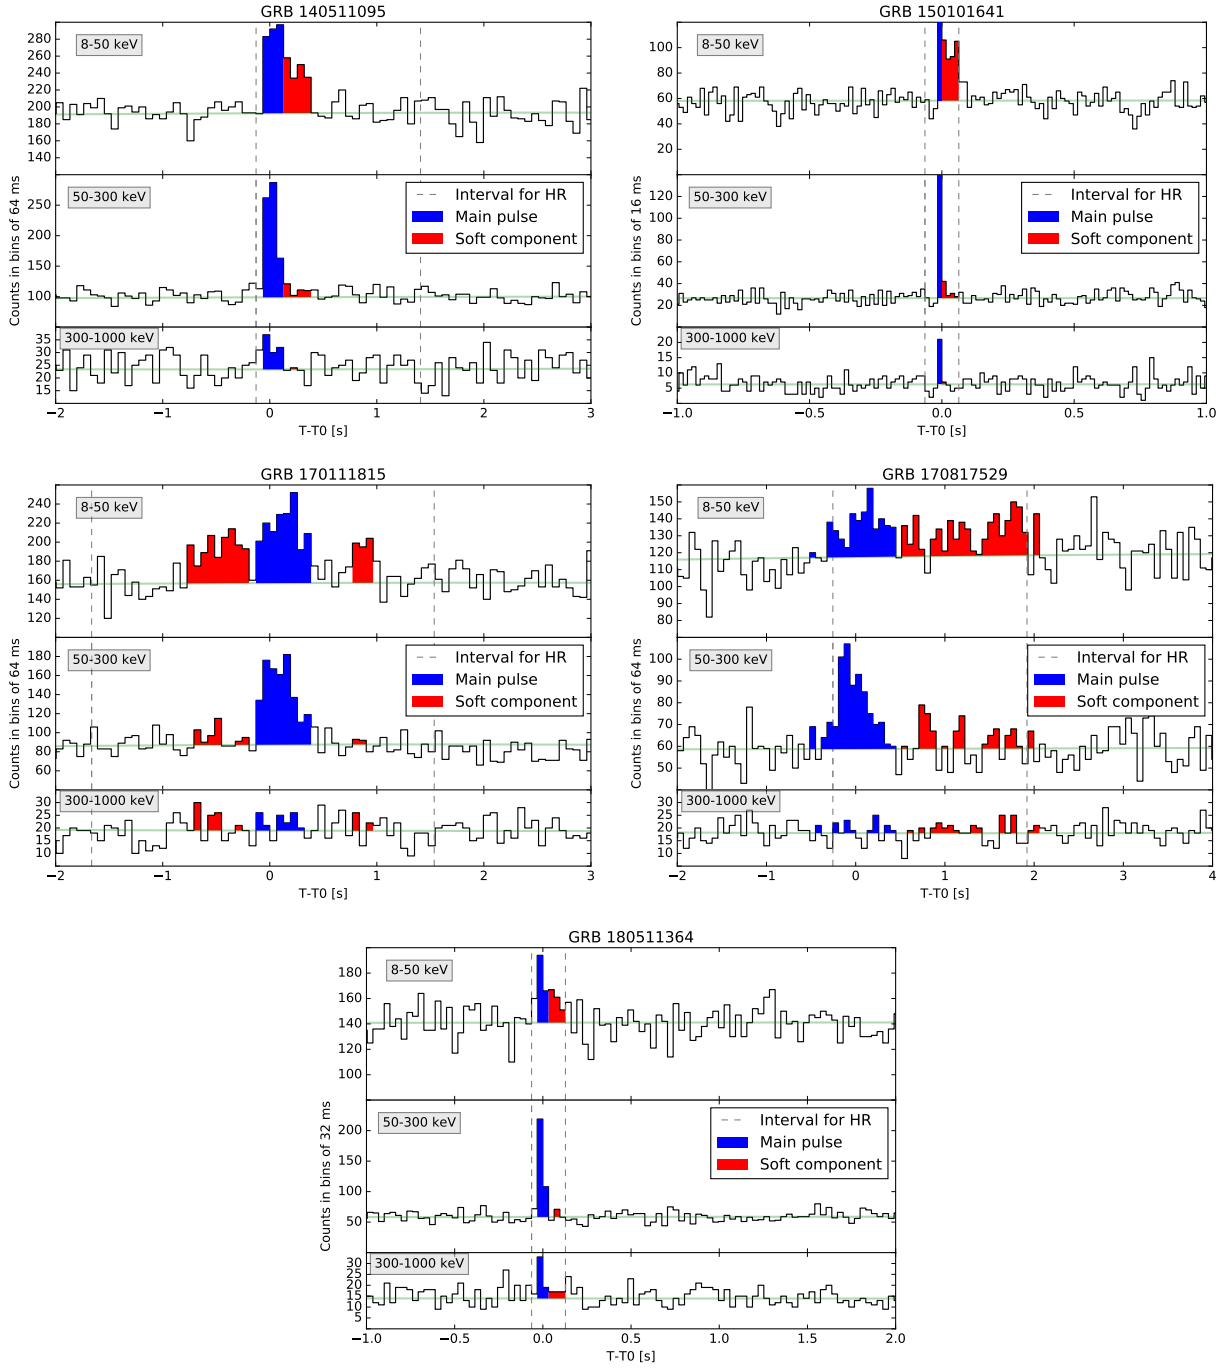 GRB 140511095
8-50 keV
280
260
240
220
200
180
160
140
50-300 keV
250
200
150
100
Interval for HR
Main pulse
Soft component
Counts in bins of 64 ms
300-1000 keV
35
30
25
20
15
−2 −1 0 1 2 3
T-T0 [s]
GRB 150101641
8-50 keV
120
100
80
60
40
20
50-300 keV
120
100
80
60
40
20
Interval for HR
Main pulse
Soft component
Counts in bins of 16 ms
300-1000 keV
20
15
10
5
−1.0 −0.5 0.0 0.5 1.0
T-T0 [s]
GRB 170111815
8-50 keV
240
220
200
180
160
140
120
50-300 keV
180
160
140
120
100
80
60
Interval for HR
Main pulse
Soft component
Counts in bins of 64 ms
300-1000 keV
30
25
20
15
10
−2 −1 0 1 2 3
T-T0 [s]
GRB 170817529
8-50 keV
150
140
130
120
110
100
90
80
50-300 keV
100
90
80
70
60
50
Interval for HR
Main pulse
Soft component
Counts in bins of 64 ms
300-1000 keV
30
25
20
15
10
−2 −1 0 1 2 3 4
T-T0 [s]
GRB 180511364
8-50 keV
180
160
140
120
100
50-300 keV
200
150
100
50
Interval for HR
Main pulse
Soft component
Counts in bins of 32 ms
300-1000 keV
30
25
20
15
10
5
−1.0 −0.5 0.0 0.5 1.0 1.5 2.0
T-T0 [s]